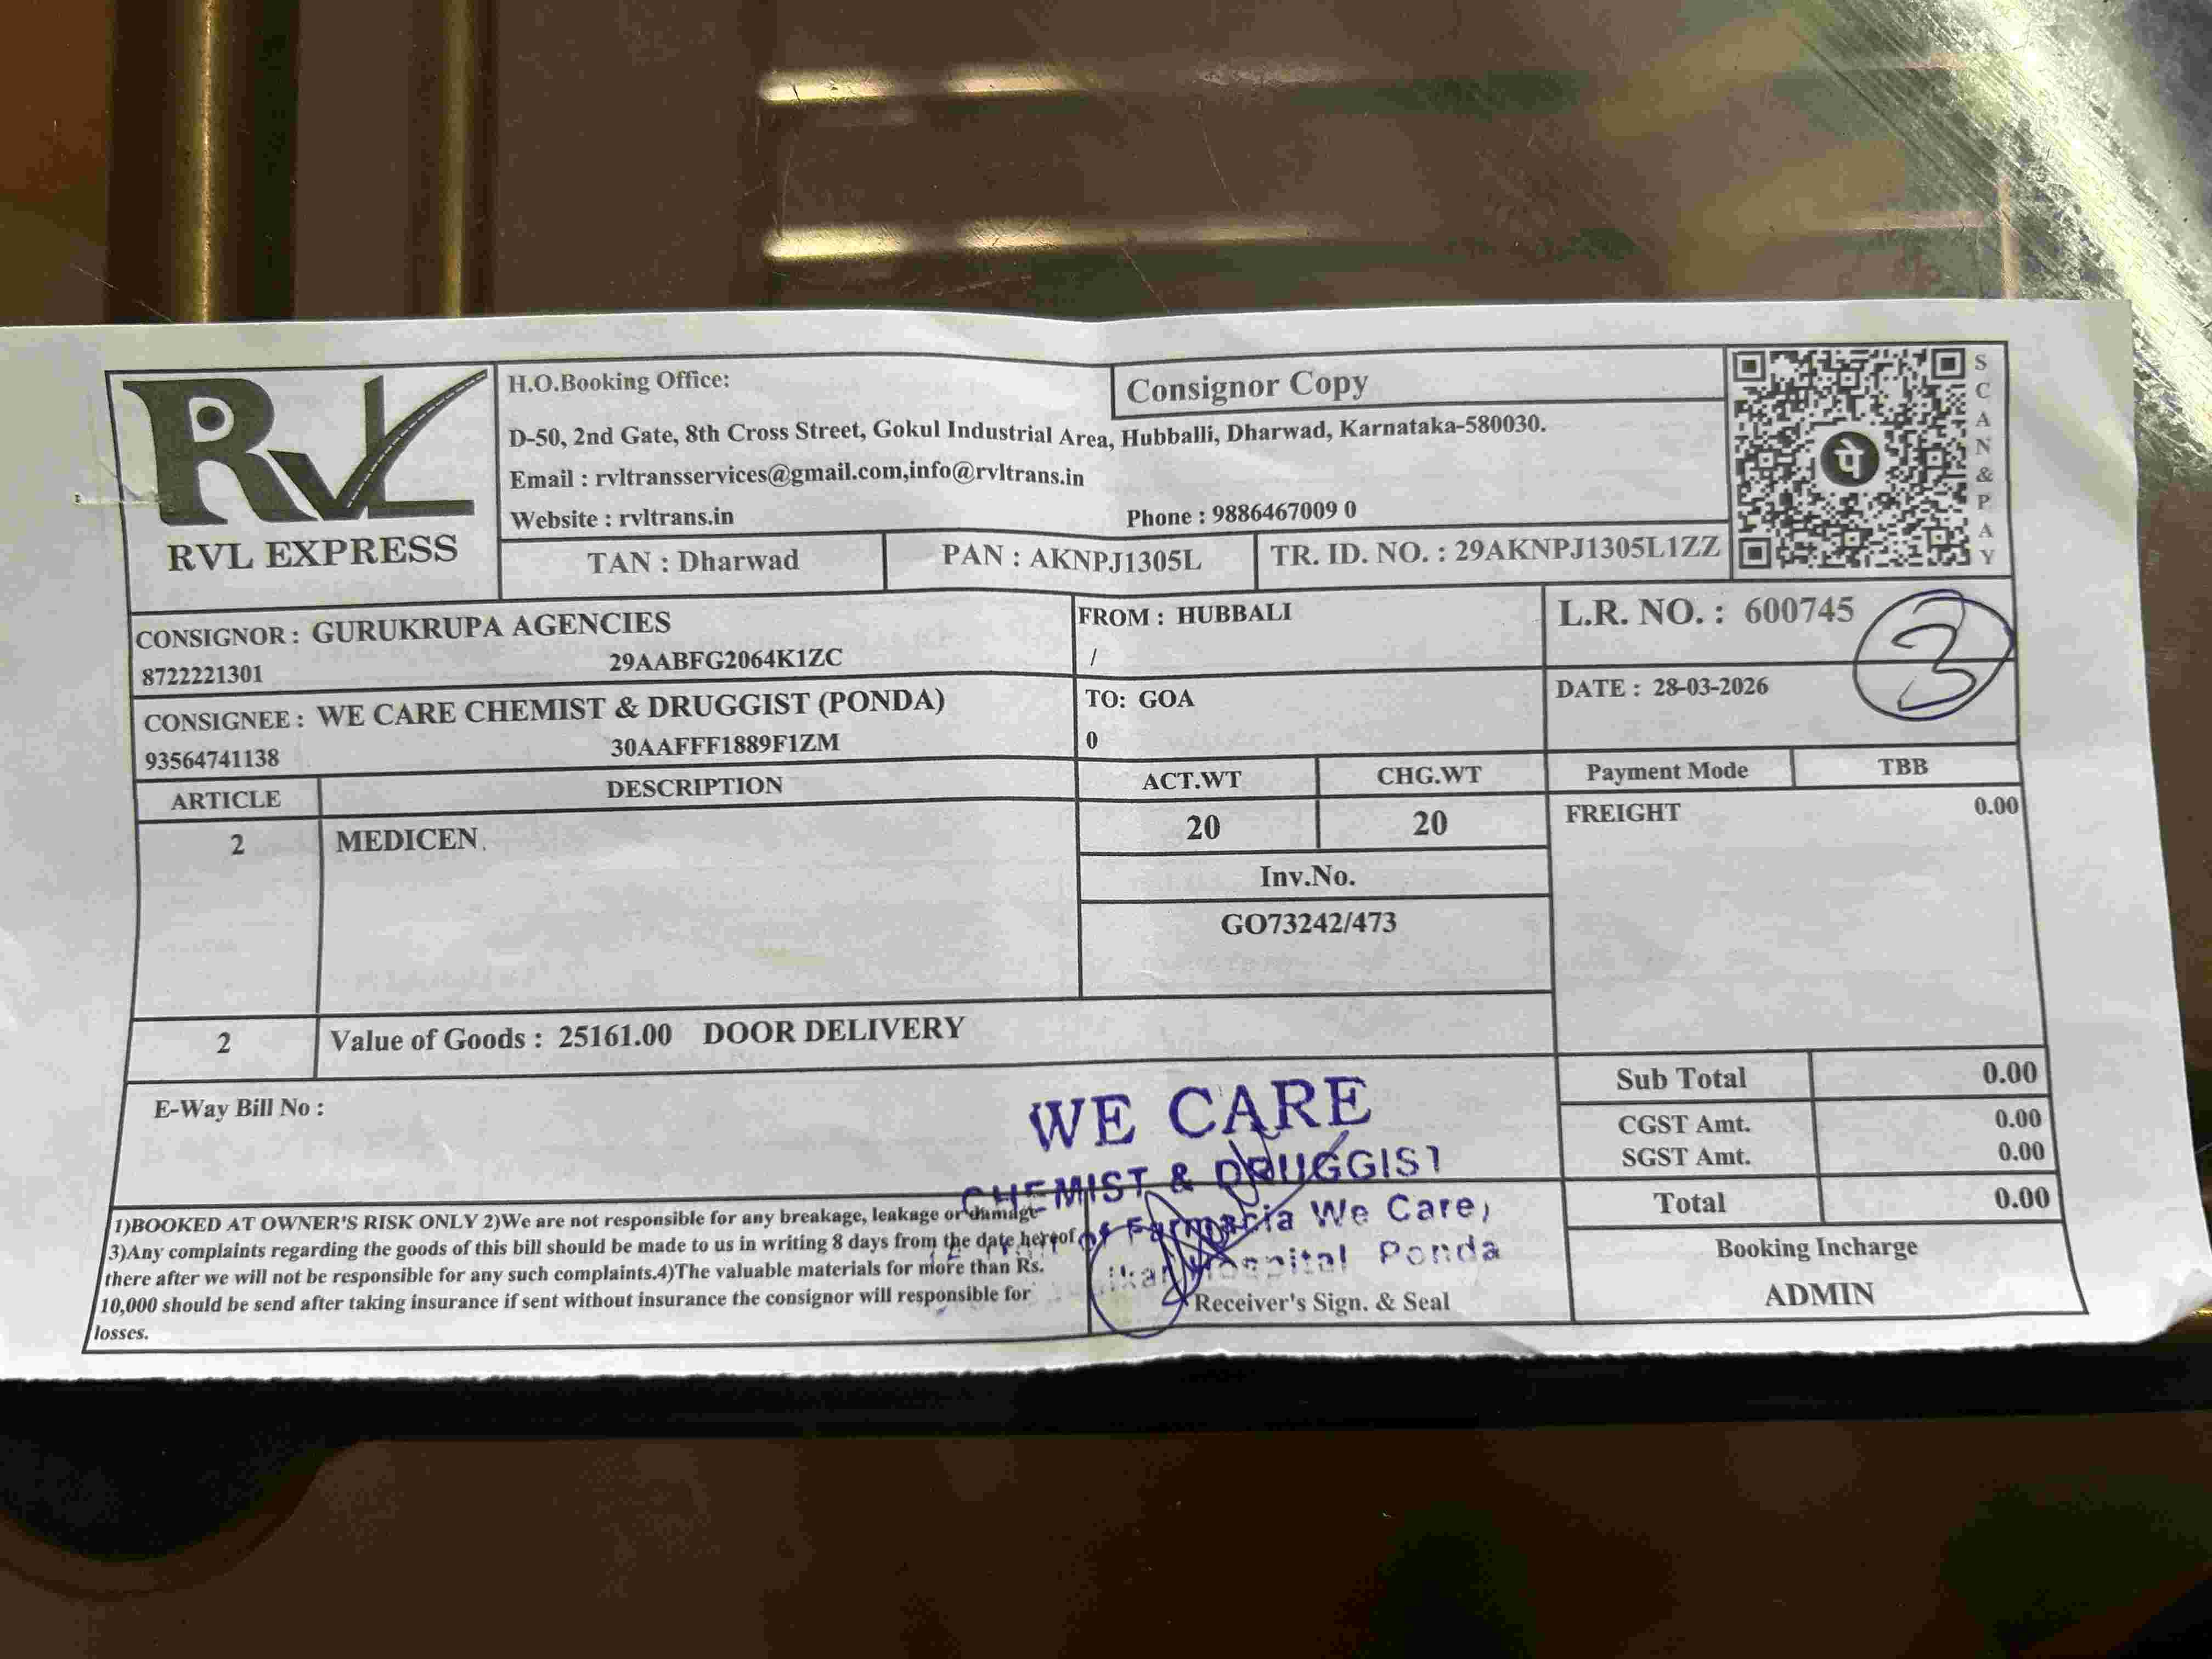 RVL
RVL EXPRESS
H.O.Booking Office:
Consignor Copy
D-50, 2nd Gate, 8th Cross Street, Gokul Industrial Area, Hubballi, Dharwad, Karnataka-580030.
Email : rvltransservices@gmail.com,info@rvltrans.in
Website : rvltrans.in
Phone : 9886467009 0
TAN : Dharwad
PAN : AKNPJ1305L
TR. ID. NO. : 29AKNPJ1305L1ZZ
पे
SCAN & PAY
CONSIGNOR : GURUKRUPA AGENCIES
8722221301 29AABFG2064K1ZC
FROM : HUBBALI
/
L.R. NO. : 600745
3
CONSIGNEE : WE CARE CHEMIST & DRUGGIST (PONDA)
93564741138 30AAFFF1889F1ZM
TO: GOA
0
DATE : 28-03-2026
ARTICLE DESCRIPTION ACT.WT CHG.WT Payment Mode TBB
2 MEDICEN. 20 20 FREIGHT 0.00
Inv.No.
GO73242/473
2 Value of Goods : 25161.00 DOOR DELIVERY
E-Way Bill No :
Sub Total 0.00
CGST Amt. 0.00
SGST Amt. 0.00
Total 0.00
WE CARE
CHEMIST & DRUGGIST
Farmacia We Care,
Hospital Ponda
1)BOOKED AT OWNER'S RISK ONLY 2)We are not responsible for any breakage, leakage or damage
3)Any complaints regarding the goods of this bill should be made to us in writing 8 days from the date hereof
there after we will not be responsible for any such complaints.4)The valuable materials for more than Rs.
10,000 should be send after taking insurance if sent without insurance the consignor will responsible for
losses.
Receiver's Sign. & Seal
Booking Incharge
ADMIN